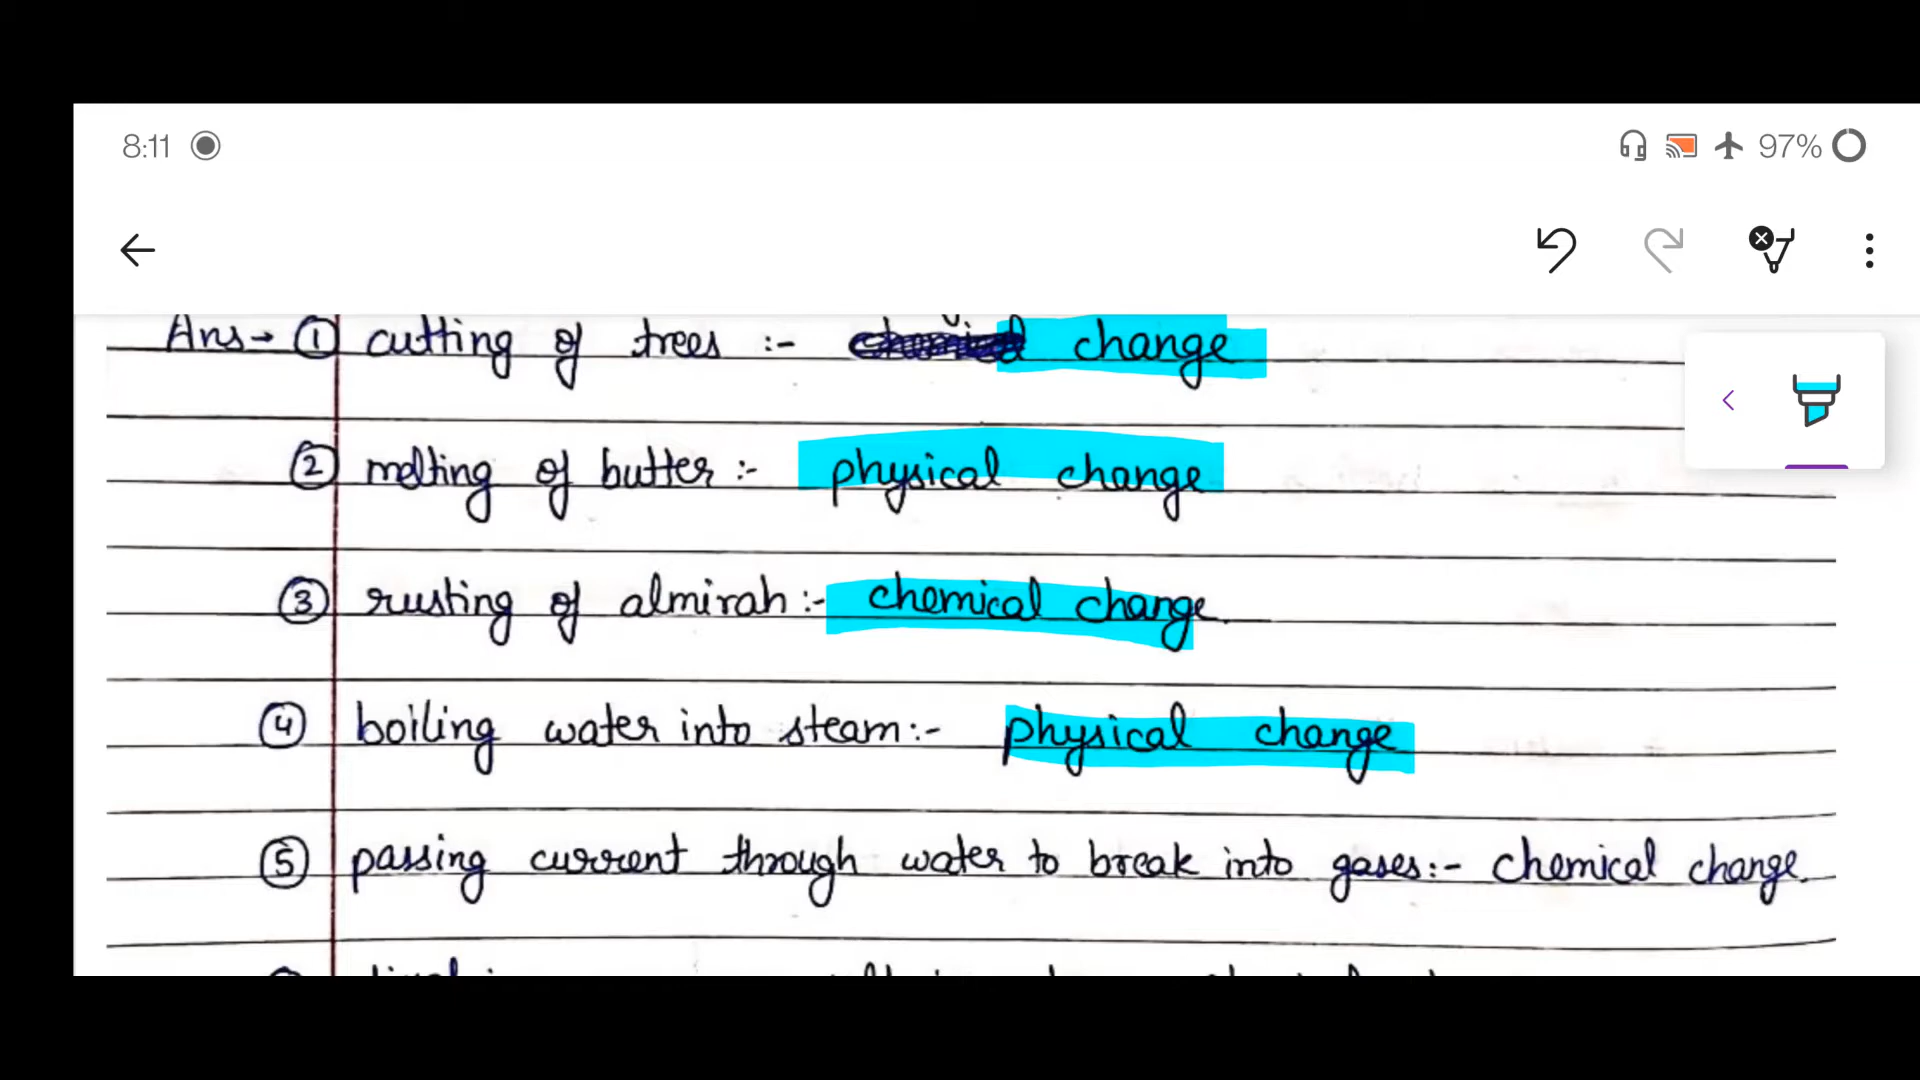 8:11 97%
Ans → ① cutting of trees :- change
② melting of butter :- physical change
③ rusting of almirah :- chemical change.
④ boiling water into steam :- physical change
⑤ passing current through water to break into gases :- chemical change.